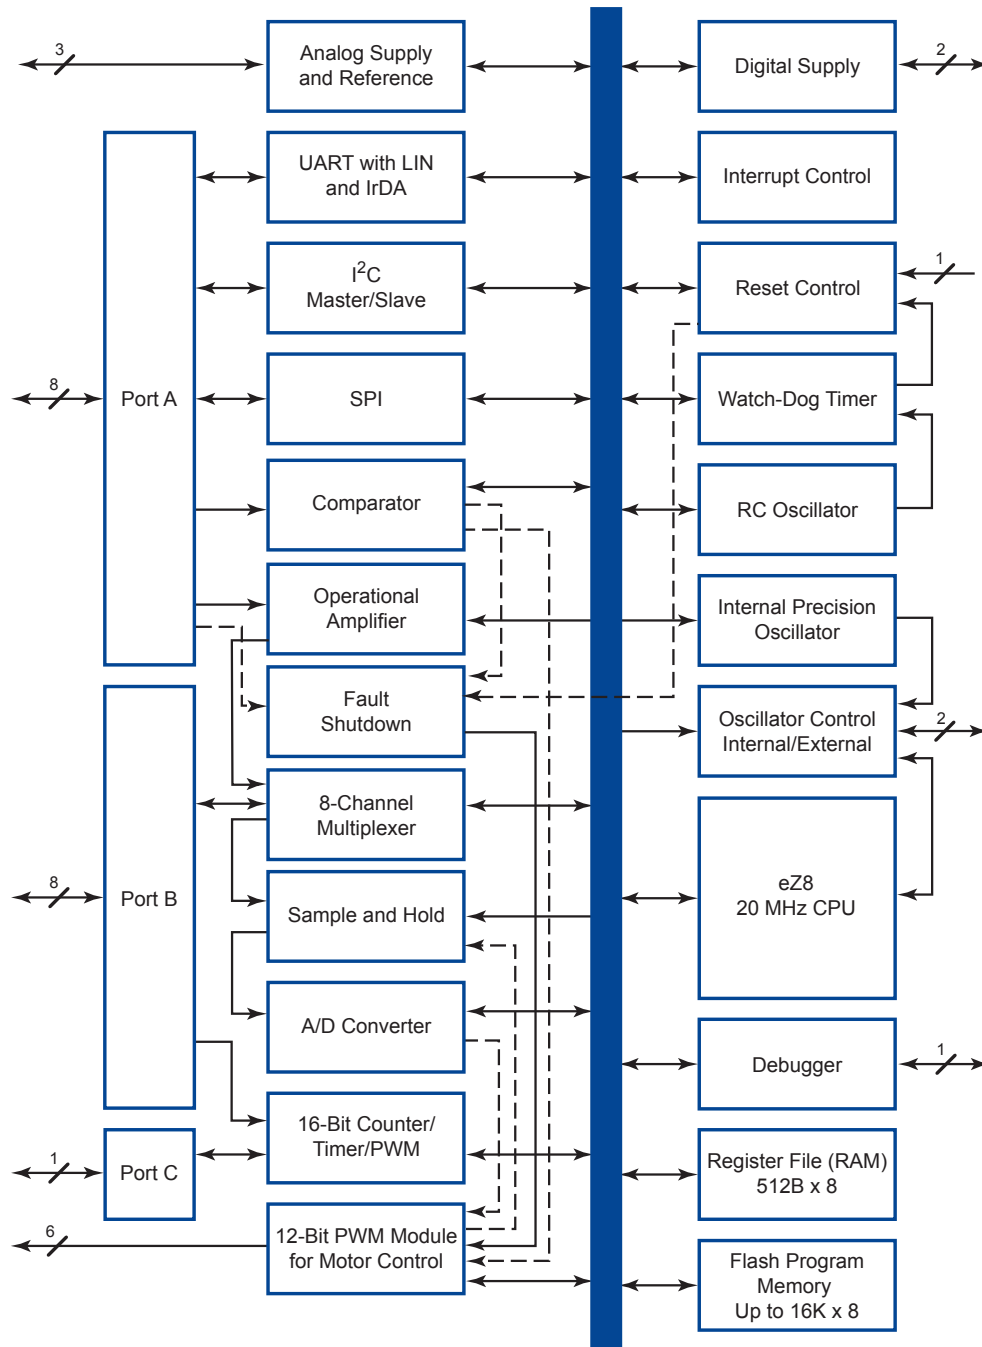 3
Analog Supply
and Reference
Digital Supply
2
UART with LIN
and IrDA
Interrupt Control
I2C
Master/Slave
Reset Control
1
8
Port A
SPI
Watch-Dog Timer
Comparator
RC Oscillator
Operational
Amplifier
Internal Precision
Oscillator
Fault
Shutdown
Oscillator Control
Internal/External
2
8-Channel
Multiplexer
8
Port B
Sample and Hold
eZ8
20 MHz CPU
A/D Converter
Debugger
1
16-Bit Counter/
Timer/PWM
1
Port C
Register File (RAM)
512B x 8
6
12-Bit PWM Module
for Motor Control
Flash Program
Memory
Up to 16K x 8